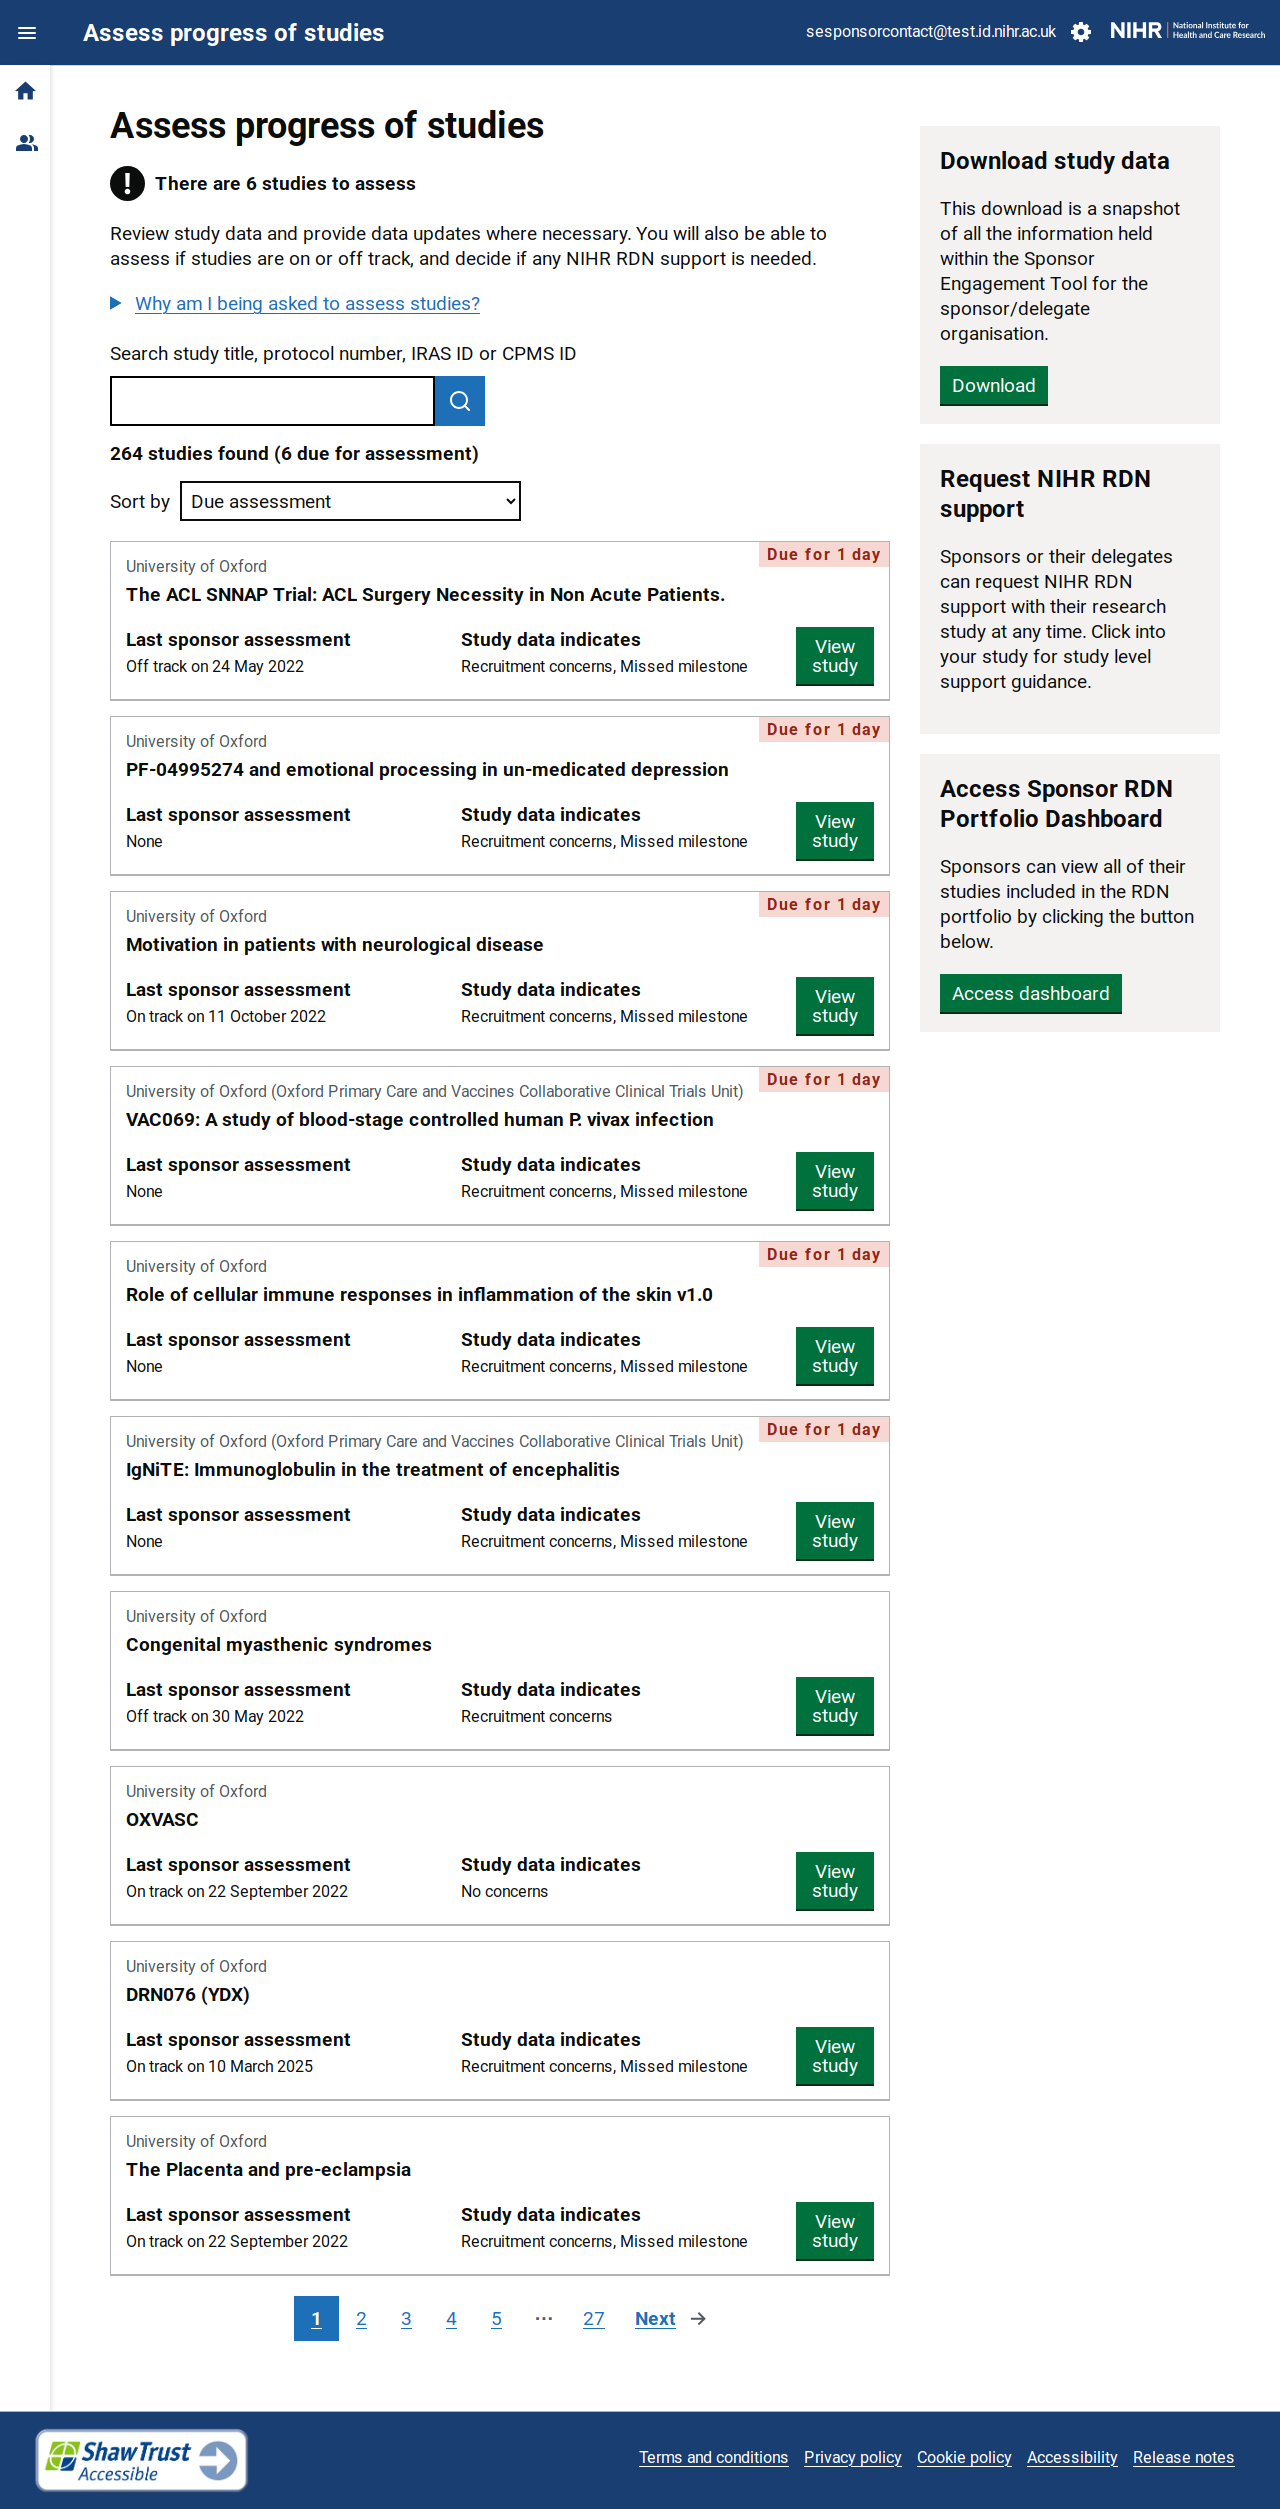 Assess progress of studies
sesponsorcontact@test.id.nihr.ac.uk
NIHR | National Institute for
Health and Care Research
Assess progress of studies
! There are 6 studies to assess
Review study data and provide data updates where necessary. You will also be able to
assess if studies are on or off track, and decide if any NIHR RDN support is needed.
Why am I being asked to assess studies?
Search study title, protocol number, IRAS ID or CPMS ID
264 studies found (6 due for assessment)
Sort by Due assessment
Due for 1 day
University of Oxford
The ACL SNNAP Trial: ACL Surgery Necessity in Non Acute Patients.
Last sponsor assessment
Off track on 24 May 2022
Study data indicates
Recruitment concerns, Missed milestone
View
study
Due for 1 day
University of Oxford
PF-04995274 and emotional processing in un-medicated depression
Last sponsor assessment
None
Study data indicates
Recruitment concerns, Missed milestone
View
study
Due for 1 day
University of Oxford
Motivation in patients with neurological disease
Last sponsor assessment
On track on 11 October 2022
Study data indicates
Recruitment concerns, Missed milestone
View
study
Due for 1 day
University of Oxford (Oxford Primary Care and Vaccines Collaborative Clinical Trials Unit)
VAC069: A study of blood-stage controlled human P. vivax infection
Last sponsor assessment
None
Study data indicates
Recruitment concerns, Missed milestone
View
study
Due for 1 day
University of Oxford
Role of cellular immune responses in inflammation of the skin v1.0
Last sponsor assessment
None
Study data indicates
Recruitment concerns, Missed milestone
View
study
Due for 1 day
University of Oxford (Oxford Primary Care and Vaccines Collaborative Clinical Trials Unit)
IgNiTE: Immunoglobulin in the treatment of encephalitis
Last sponsor assessment
None
Study data indicates
Recruitment concerns, Missed milestone
View
study
University of Oxford
Congenital myasthenic syndromes
Last sponsor assessment
Off track on 30 May 2022
Study data indicates
Recruitment concerns
View
study
University of Oxford
OXVASC
Last sponsor assessment
On track on 22 September 2022
Study data indicates
No concerns
View
study
University of Oxford
DRN076 (YDX)
Last sponsor assessment
On track on 10 March 2025
Study data indicates
Recruitment concerns, Missed milestone
View
study
University of Oxford
The Placenta and pre-eclampsia
Last sponsor assessment
On track on 22 September 2022
Study data indicates
Recruitment concerns, Missed milestone
View
study
1 2 3 4 5 ··· 27 Next →
Download study data
This download is a snapshot
of all the information held
within the Sponsor
Engagement Tool for the
sponsor/delegate
organisation.
Download
Request NIHR RDN
support
Sponsors or their delegates
can request NIHR RDN
support with their research
study at any time. Click into
your study for study level
support guidance.
Access Sponsor RDN
Portfolio Dashboard
Sponsors can view all of their
studies included in the RDN
portfolio by clicking the button
below.
Access dashboard
Shaw Trust
Accessible
Terms and conditions Privacy policy Cookie policy Accessibility Release notes